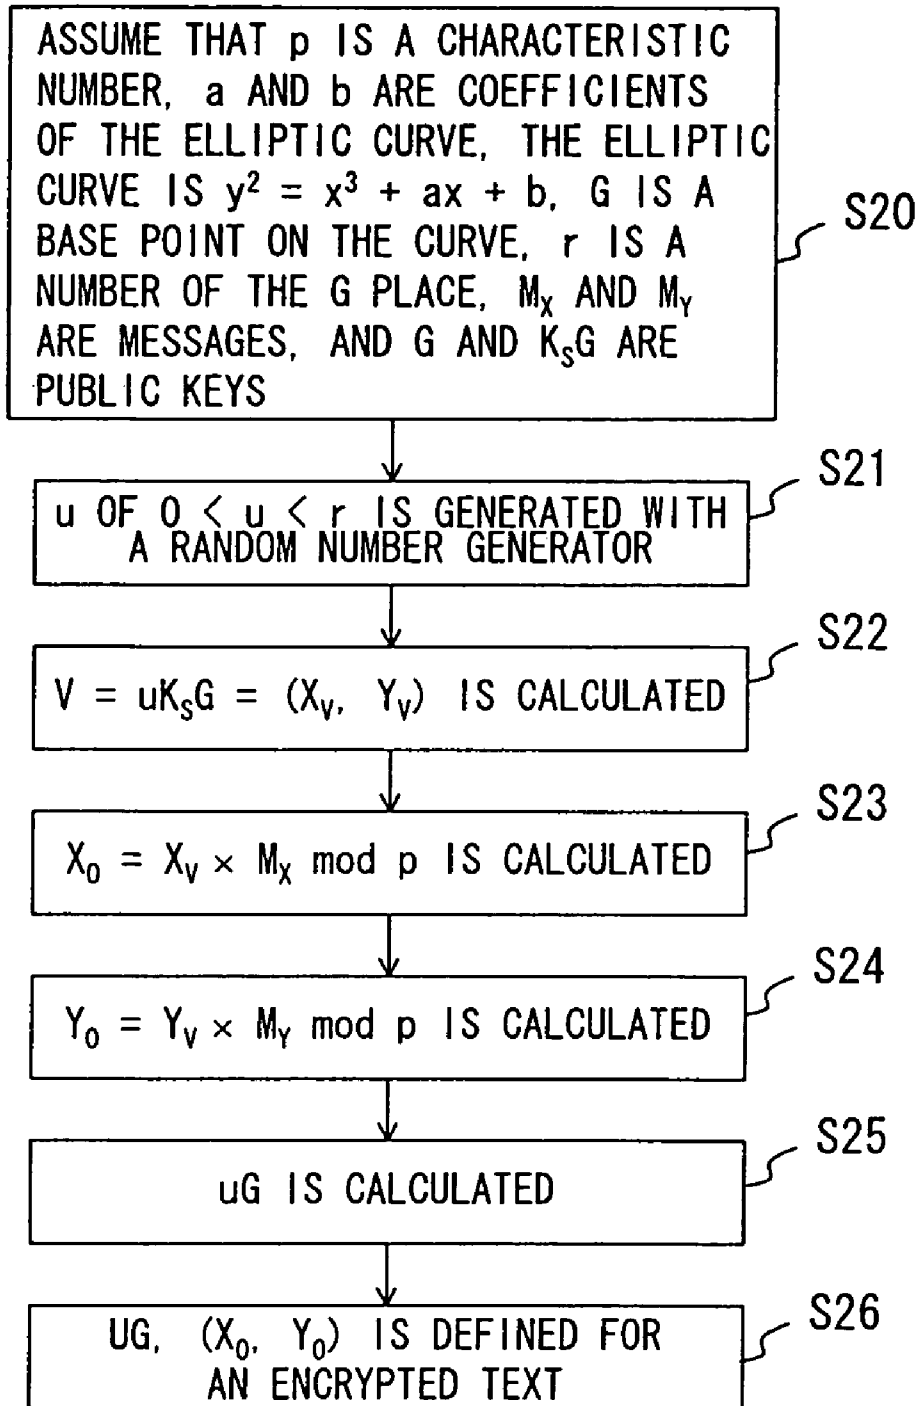 ASSUME THAT p IS A CHARACTERISTIC
NUMBER, a AND b ARE COEFFICIENTS
OF THE ELLIPTIC CURVE, THE ELLIPTIC
CURVE IS y² = x³ + ax + b, G IS A
BASE POINT ON THE CURVE, r IS A
NUMBER OF THE G PLACE, Mₓ AND M_Y
ARE MESSAGES, AND G AND KₛG ARE
PUBLIC KEYS
S20
u OF 0 < u < r IS GENERATED WITH
A RANDOM NUMBER GENERATOR
S21
V = uKₛG = (Xᵥ, Yᵥ) IS CALCULATED
S22
X₀ = Xᵥ × Mₓ mod p IS CALCULATED
S23
Y₀ = Yᵥ × M_Y mod p IS CALCULATED
S24
uG IS CALCULATED
S25
UG, (X₀, Y₀) IS DEFINED FOR
AN ENCRYPTED TEXT
S26